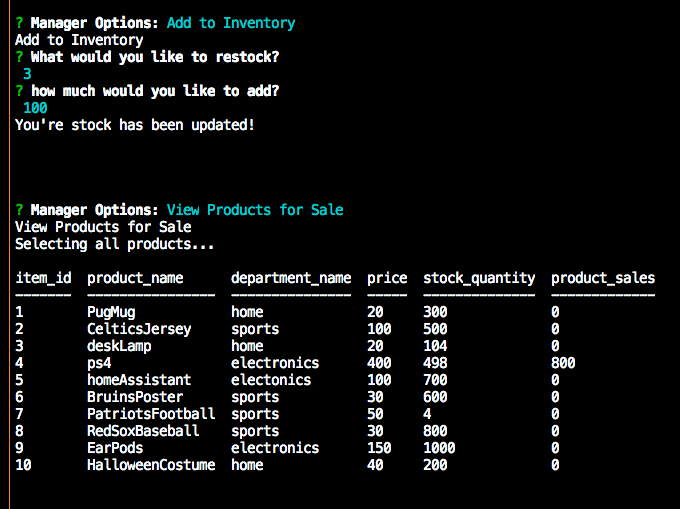 ? Manager Options: Add to Inventory
Add to Inventory
? What would you like to restock?
3
? how much would you like to add?
100
You're stock has been updated!
? Manager Options: View Products for Sale
View Products for Sale
Selecting all products...
item_id  product_name      department_name  price  stock_quantity  product_sales
-------  ----------------  ---------------  -----  --------------  -------------
1        PugMug            home             20     300             0
2        CelticsJersey     sports           100    500             0
3        deskLamp          home             20     104             0
4        ps4               electronics      400    498             800
5        homeAssistant     electonics       100    700             0
6        BruinsPoster      sports           30     600             0
7        PatriotsFootball  sports           50     4               0
8        RedSoxBaseball    sports           30     800             0
9        EarPods           electronics      150    1000            0
10       HalloweenCostume  home             40     200             0